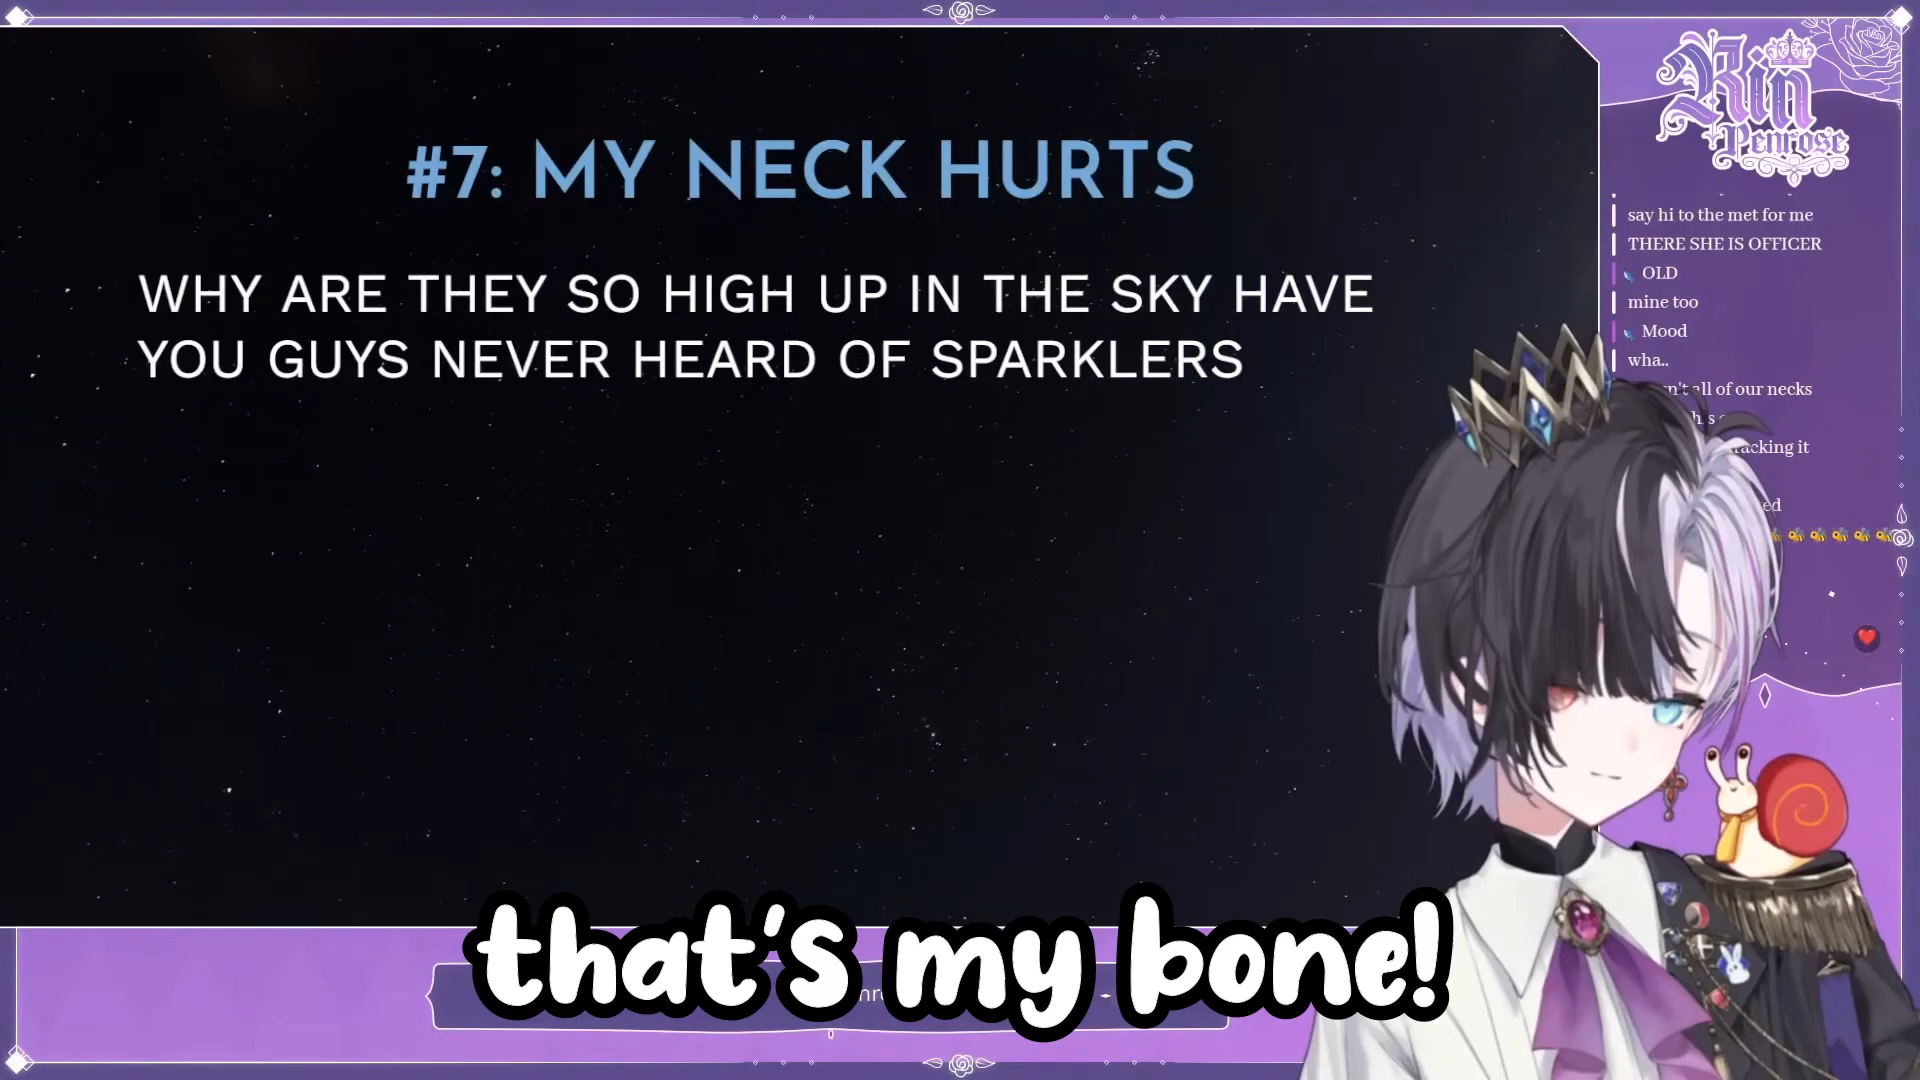 #7: MY NECK HURTS
WHY ARE THEY SO HIGH UP IN THE SKY HAVE
YOU GUYS NEVER HEARD OF SPARKLERS
Rin
Penrose
say hi to the met for me
THERE SHE IS OFFICER
OLD
mine too
Mood
wha..
all of our necks
it
that's my bone!